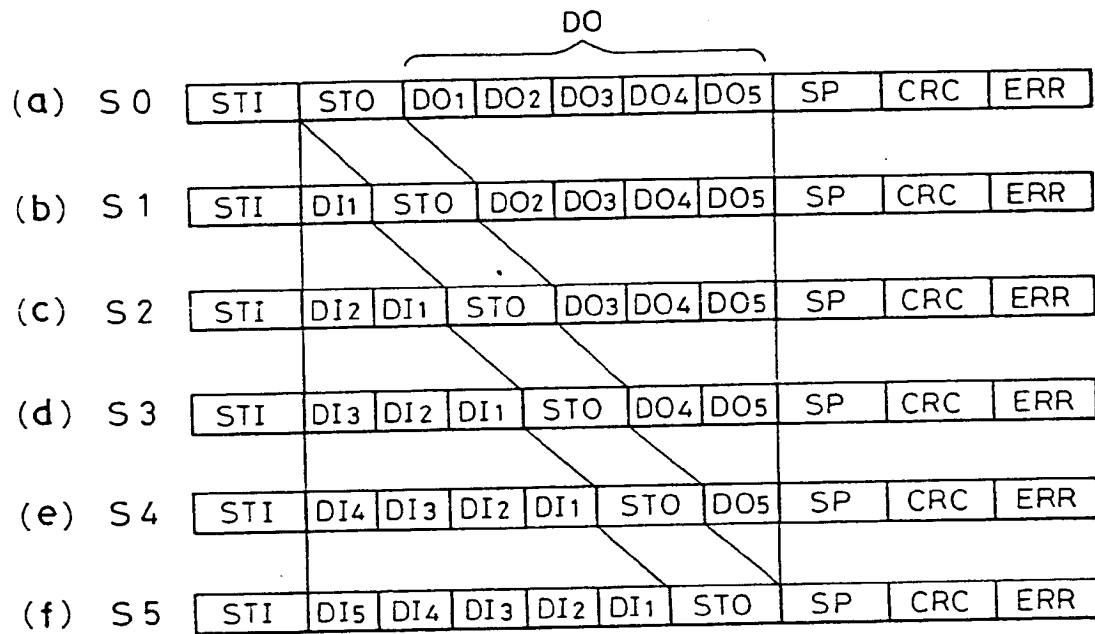 DO
(a) S0 STI STO DO1 DO2 DO3 DO4 DO5 SP CRC ERR
(b) S1 STI DI1 STO DO2 DO3 DO4 DO5 SP CRC ERR
(c) S2 STI DI2 DI1 STO DO3 DO4 DO5 SP CRC ERR
(d) S3 STI DI3 DI2 DI1 STO DO4 DO5 SP CRC ERR
(e) S4 STI DI4 DI3 DI2 DI1 STO DO5 SP CRC ERR
(f) S5 STI DI5 DI4 DI3 DI2 DI1 STO SP CRC ERR